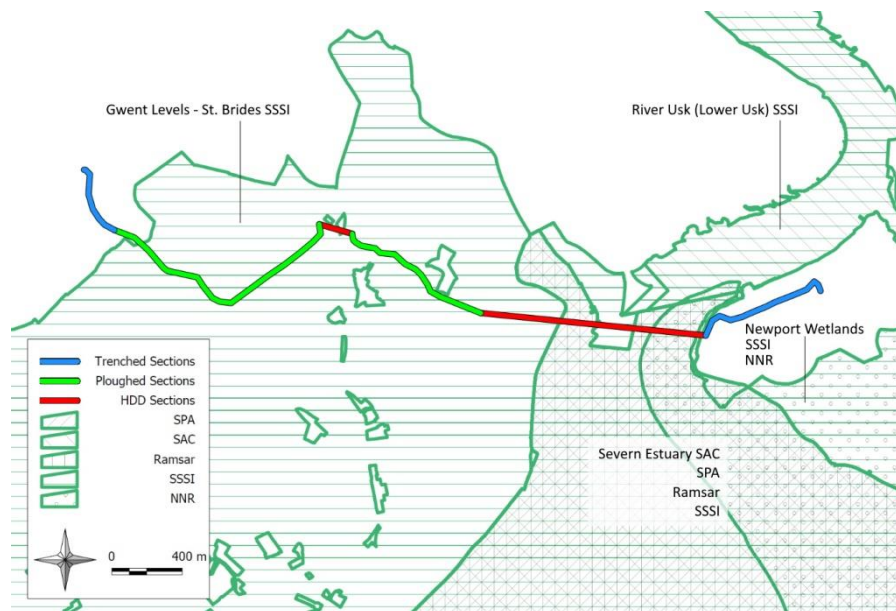 Gwent Levels - St. Brides SSSI
River Usk (Lower Usk) SSSI
Newport Wetlands
SSSI
NNR
Trenched Sections
Ploughed Sections
HDD Sections
SPA
SAC
Ramsar
SSSI
NNR
0 400 m
Severn Estuary SAC
SPA
Ramsar
SSSI